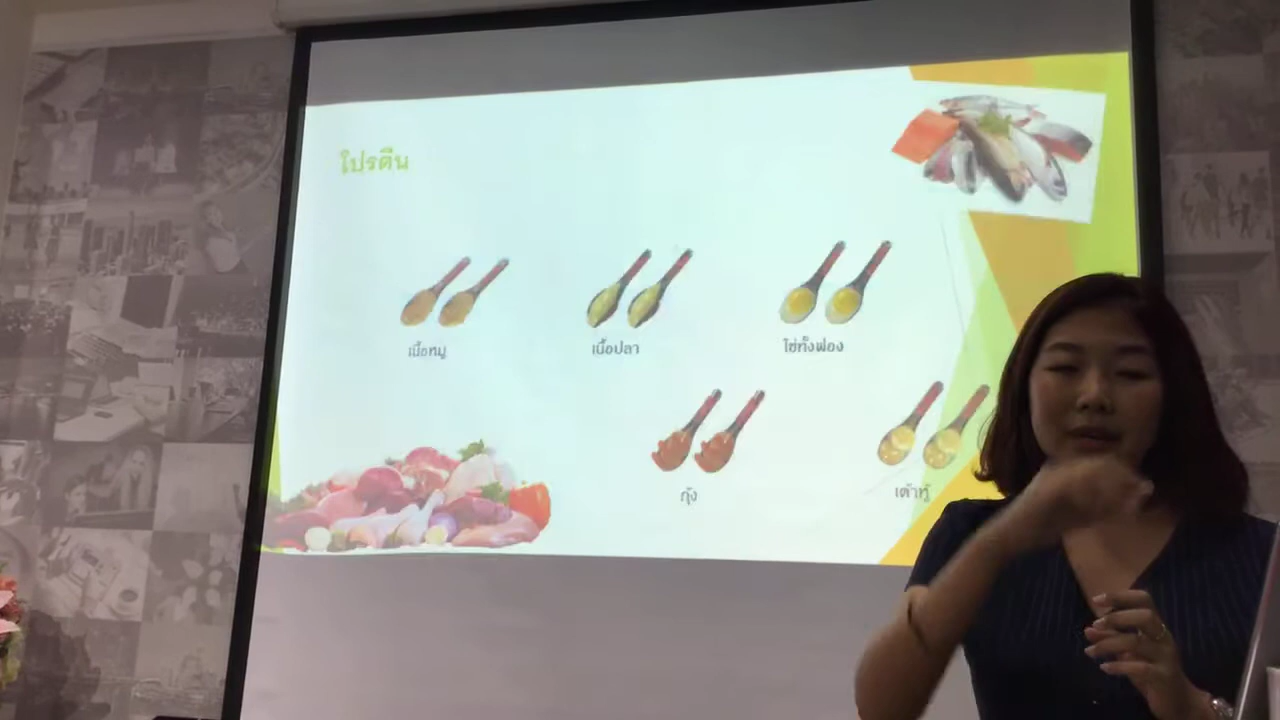 โปรตีน
เนื้อหมู
เนื้อปลา
ไข่ทั้งฟอง
กุ้ง
เต้าหู้